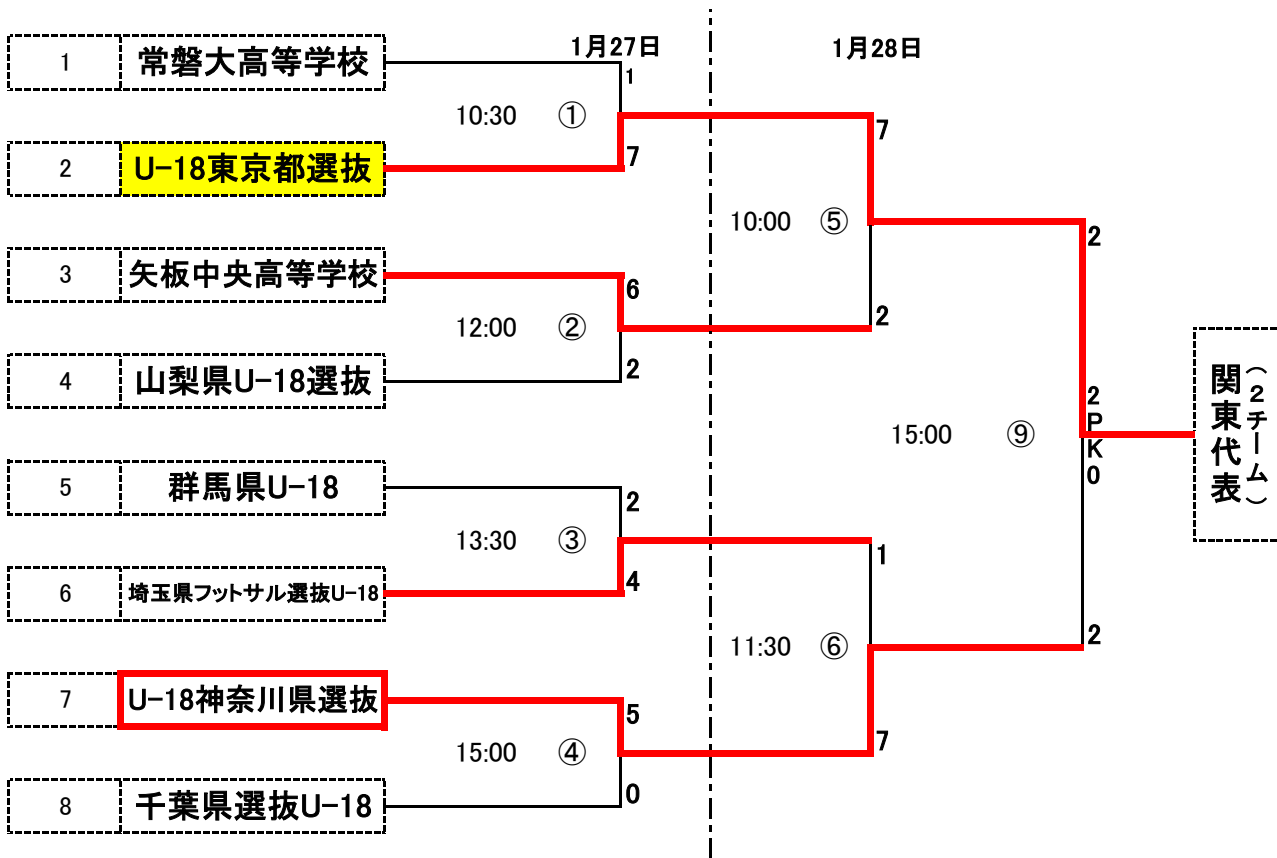 1月27日
1月28日
1 常磐大高等学校
1
10:30 ①
7
7
2 U-18東京都選抜
10:00 ⑤
2
3 矢板中央高等学校
6
12:00 ②
2
2
4 山梨県U-18選抜
2
PK
0
15:00 ⑨
関東代表
（2チーム）
5 群馬県U-18
2
13:30 ③
4
1
6 埼玉県フットサル選抜U-18
11:30 ⑥
2
7 U-18神奈川県選抜
5
15:00 ④
0
7
8 千葉県選抜U-18